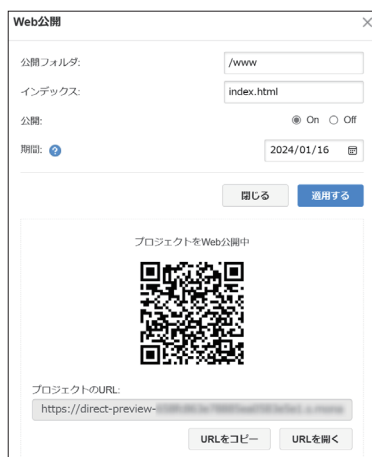 Web公開
公開フォルダ: /www
インデックス: index.html
公開: On Off
期間: ? 2024/01/16
閉じる 適用する
プロジェクトをWeb公開中
プロジェクトのURL:
https://direct-preview-
URLをコピー URLを開く